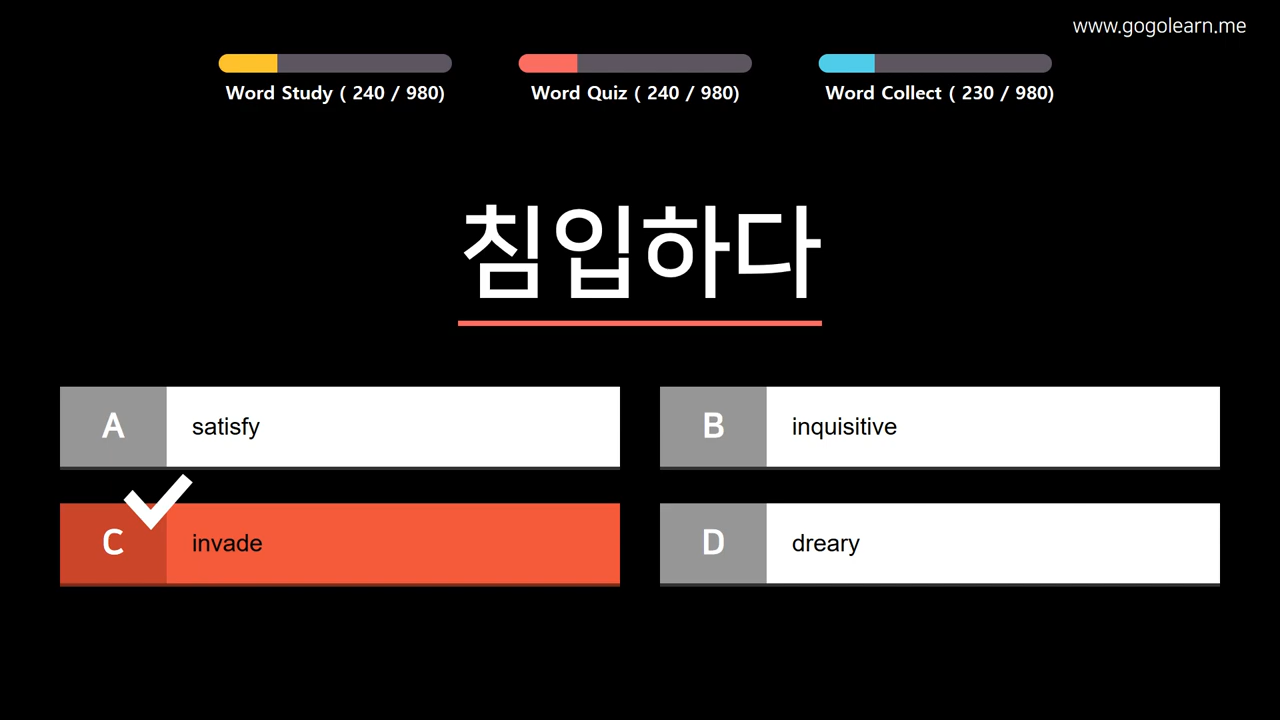 www.gogolearn.me
Word Study ( 240 / 980)
Word Quiz ( 240 / 980)
Word Collect ( 230 / 980)
침입하다
A satisfy
B inquisitive
C invade
D dreary